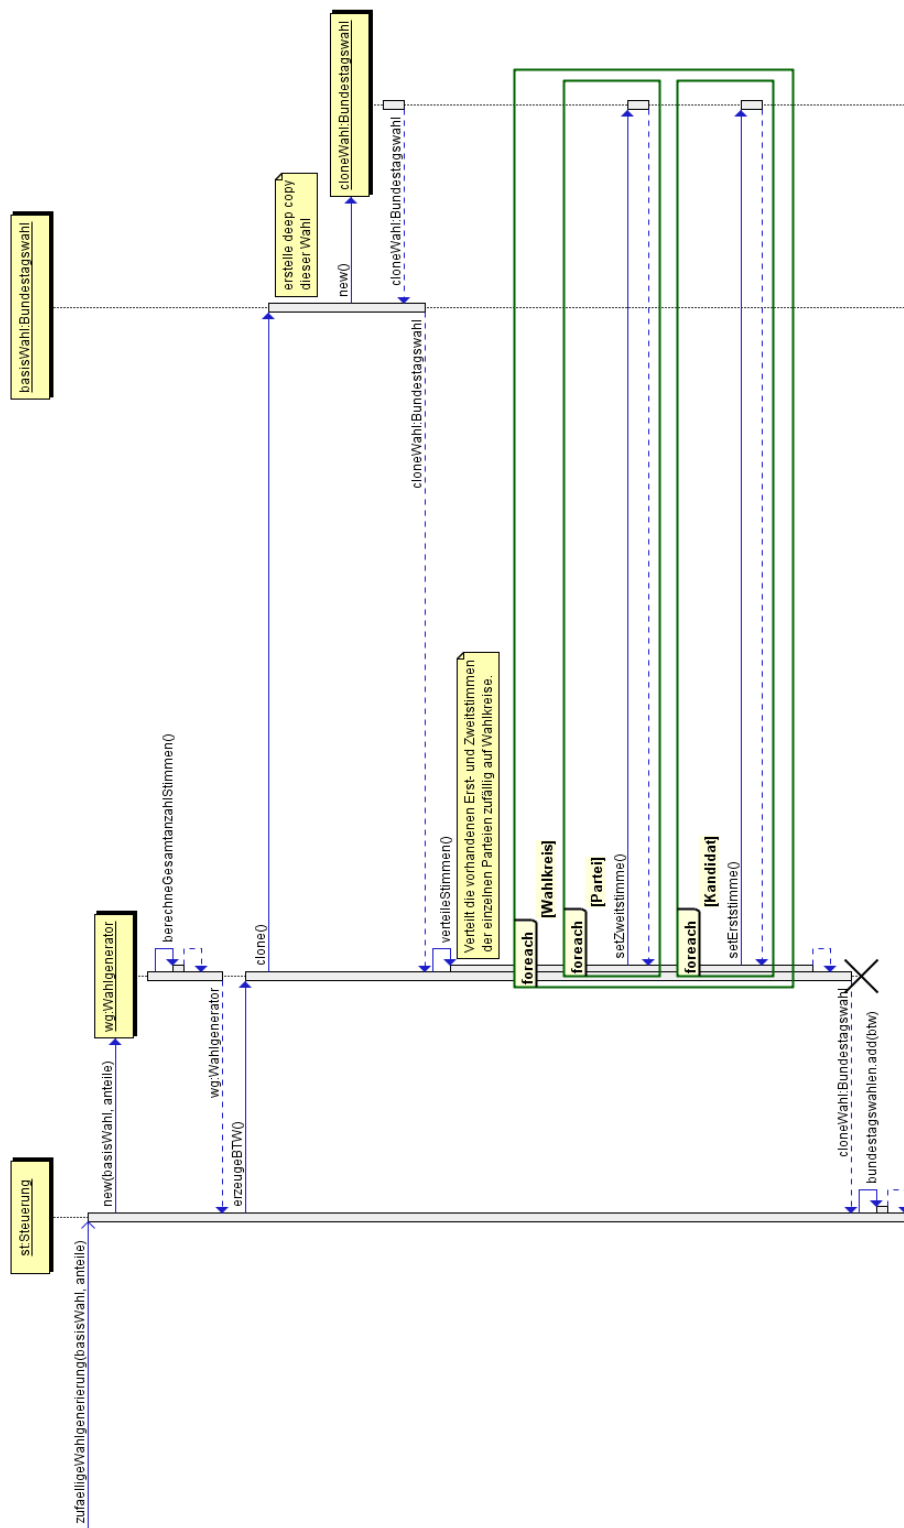 st:Steuerung
wg:Wahlgenerator
basisWahl:Bundestagswahl
zufaelligeWahlgenerierung(basisWahl, anteile)
new(basisWahl, anteile)
berechneGesamtanzahlStimmen()
wg:Wahlgenerator
erzeugeBTW()
clone()
erstelle deep copy
dieser Wahl
new()
cloneWahl:Bundestagswahl
cloneWahl:Bundestagswahl
cloneWahl:Bundestagswahl
verteileStimmen()
Verteilt die vorhandenen Erst- und Zweitstimmen
der einzelnen Parteien zufällig auf Wahlkreise.
foreach
[Wahlkreis]
foreach
[Partei]
setZweitstimme()
foreach
[Kandidat]
setErststimme()
cloneWahl:Bundestagswahl
bundestagswahlen.add(btw)